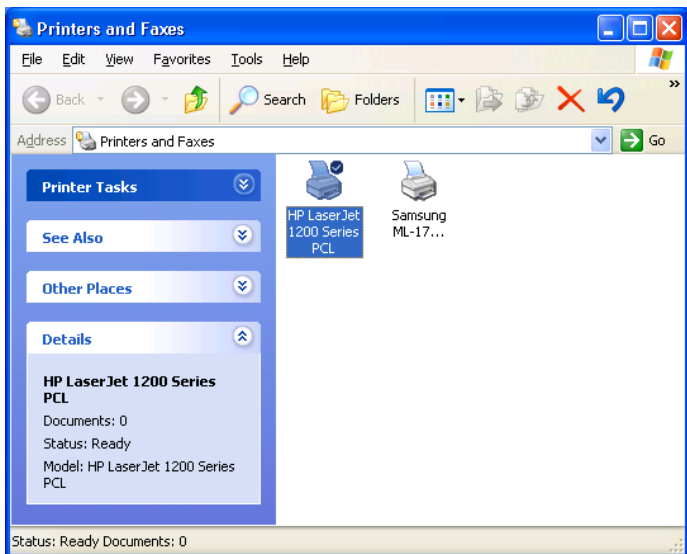 Printers and Faxes
File Edit View Favorites Tools Help
Back Search Folders »
Address Printers and Faxes Go
Printer Tasks
See Also
Other Places
Details
HP LaserJet 1200 Series
PCL
Documents: 0
Status: Ready
Model: HP LaserJet 1200 Series
PCL
HP LaserJet
1200 Series
PCL
Samsung
ML-17...
Status: Ready Documents: 0